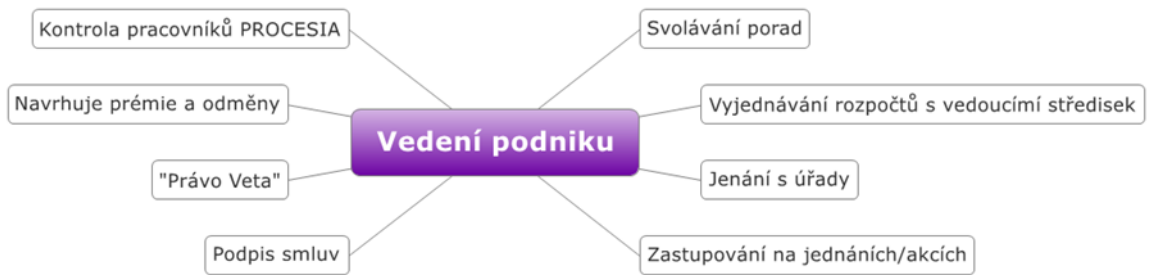 Kontrola pracovníků PROCESIA
Svolávání porad
Navrhuje prémie a odměny
Vyjednávání rozpočtů s vedoucímí středisek
Vedení podniku
"Právo Veta"
Jenání s úřady
Podpis smluv
Zastupování na jednáních/akcích